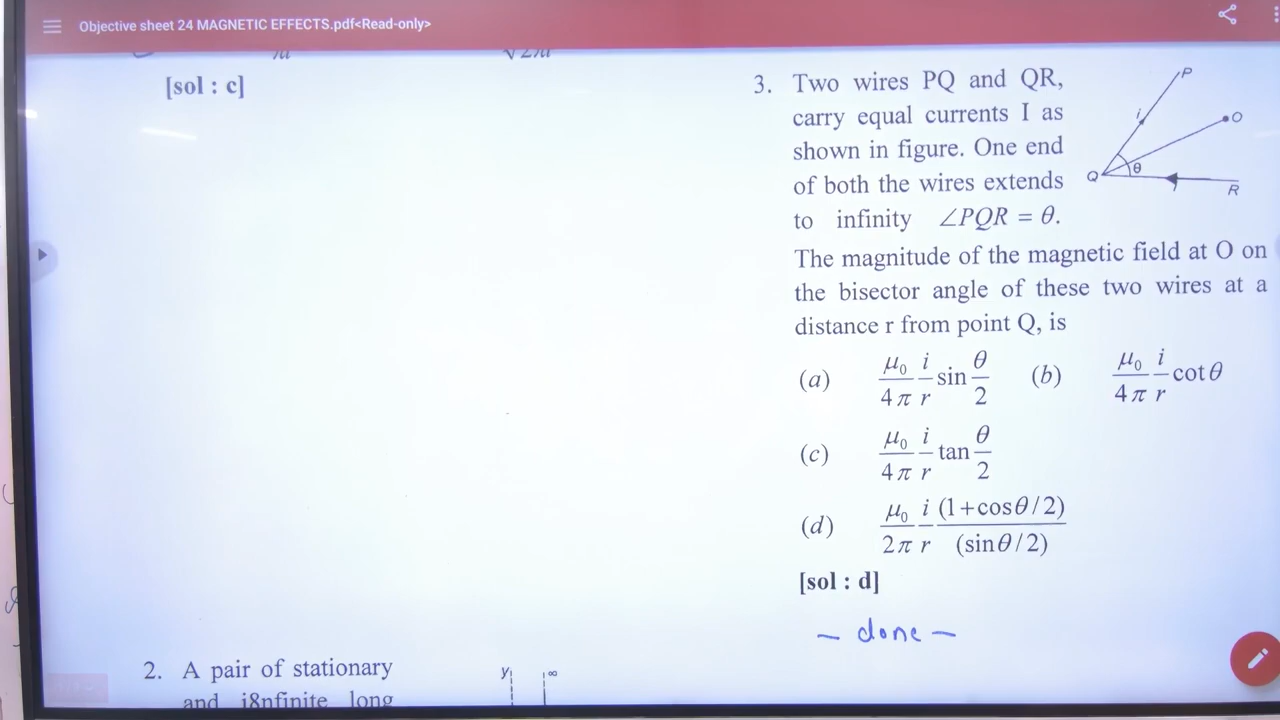 Objective sheet 24 MAGNETIC EFFECTS.pdf<Read-only>
[sol : c]
2. A pair of stationary
and i8nfinite long
y
∞
3. Two wires PQ and QR,
carry equal currents I as
shown in figure. One end
of both the wires extends
to infinity ∠PQR = θ.
P
i
O
Q
θ
R
The magnitude of the magnetic field at O on
the bisector angle of these two wires at a
distance r from point Q, is
(a) μ₀/4π i/r sin θ/2 (b) μ₀/4π i/r cot θ
(c) μ₀/4π i/r tan θ/2
(d) μ₀/2π i/r (1+cosθ/2)/(sinθ/2)
[sol : d]
– done –